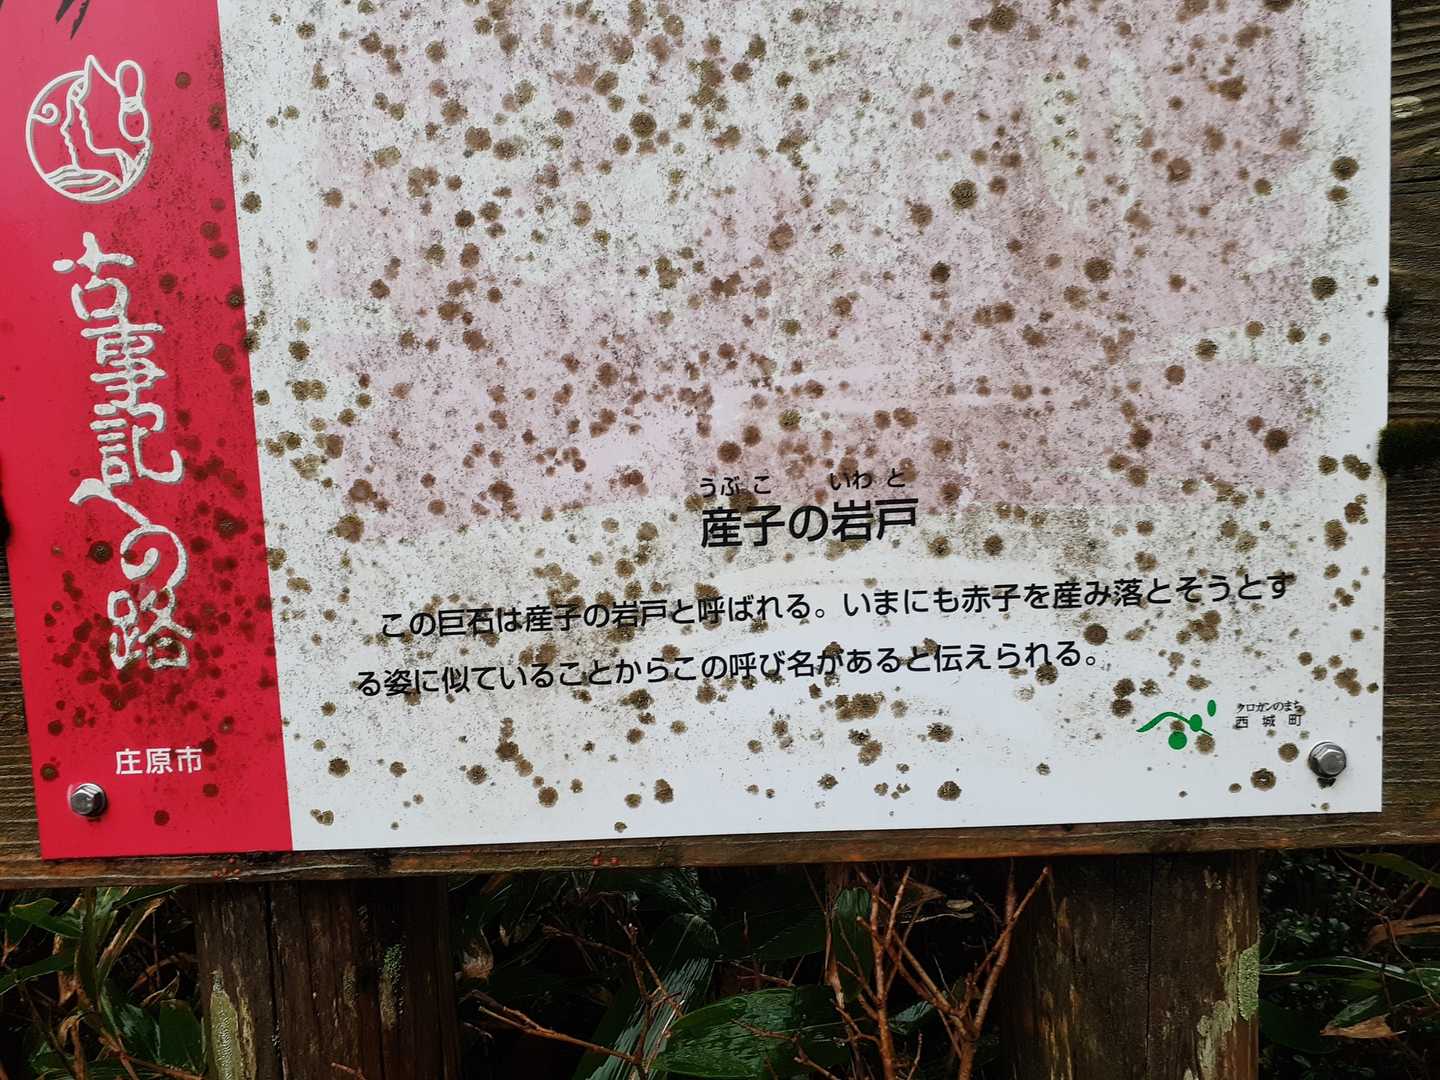 古事記への路
庄原市
うぶこ いわと
産子の岩戸
この巨石は産子の岩戸と呼ばれる。いまにも赤子を産み落とそうとす
る姿に似ていることからこの呼び名があると伝えられる。
クロガンのまち
西城町